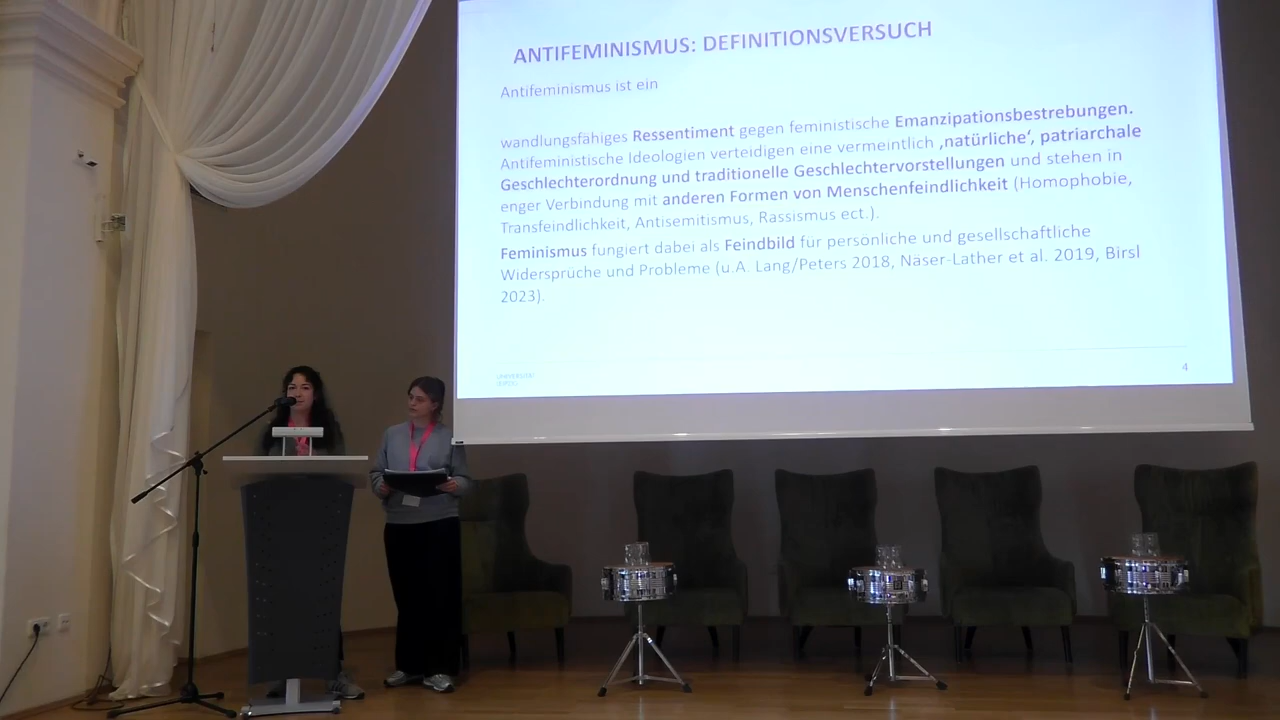 ANTIFEMINISMUS: DEFINITIONSVERSUCH
Antifeminismus ist ein
wandlungsfähiges Ressentiment gegen feministische Emanzipationsbestrebungen.
Antifeministische Ideologien verteidigen eine vermeintlich ‚natürliche‘, patriarchale
Geschlechterordnung und traditionelle Geschlechtervorstellungen und stehen in
enger Verbindung mit anderen Formen von Menschenfeindlichkeit (Homophobie,
Transfeindlichkeit, Antisemitismus, Rassismus ect.).
Feminismus fungiert dabei als Feindbild für persönliche und gesellschaftliche
Widersprüche und Probleme (u.A. Lang/Peters 2018, Näser-Lather et al. 2019, Birsl
2023).
UNIVERSITÄT
LEIPZIG
4